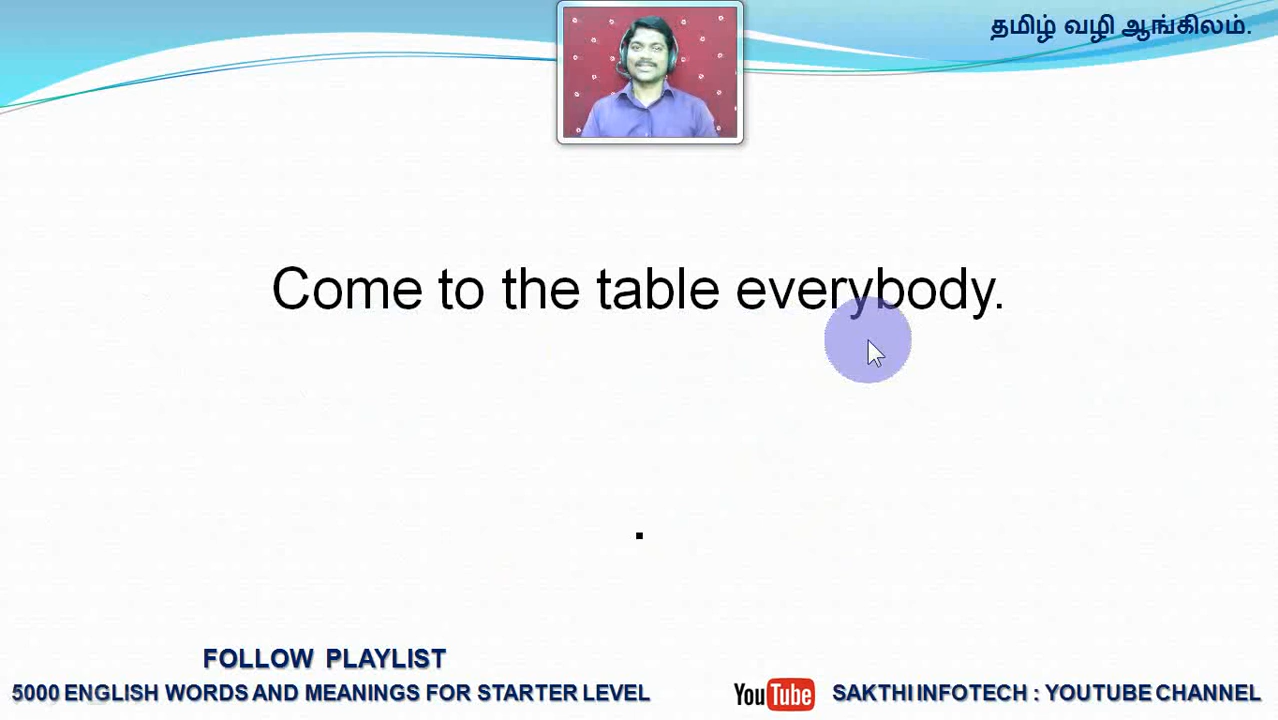 தமிழ் வழி ஆங்கிலம்.
Come to the table everybody.
.
FOLLOW PLAYLIST
5000 ENGLISH WORDS AND MEANINGS FOR STARTER LEVEL
YouTube SAKTHI INFOTECH : YOUTUBE CHANNEL